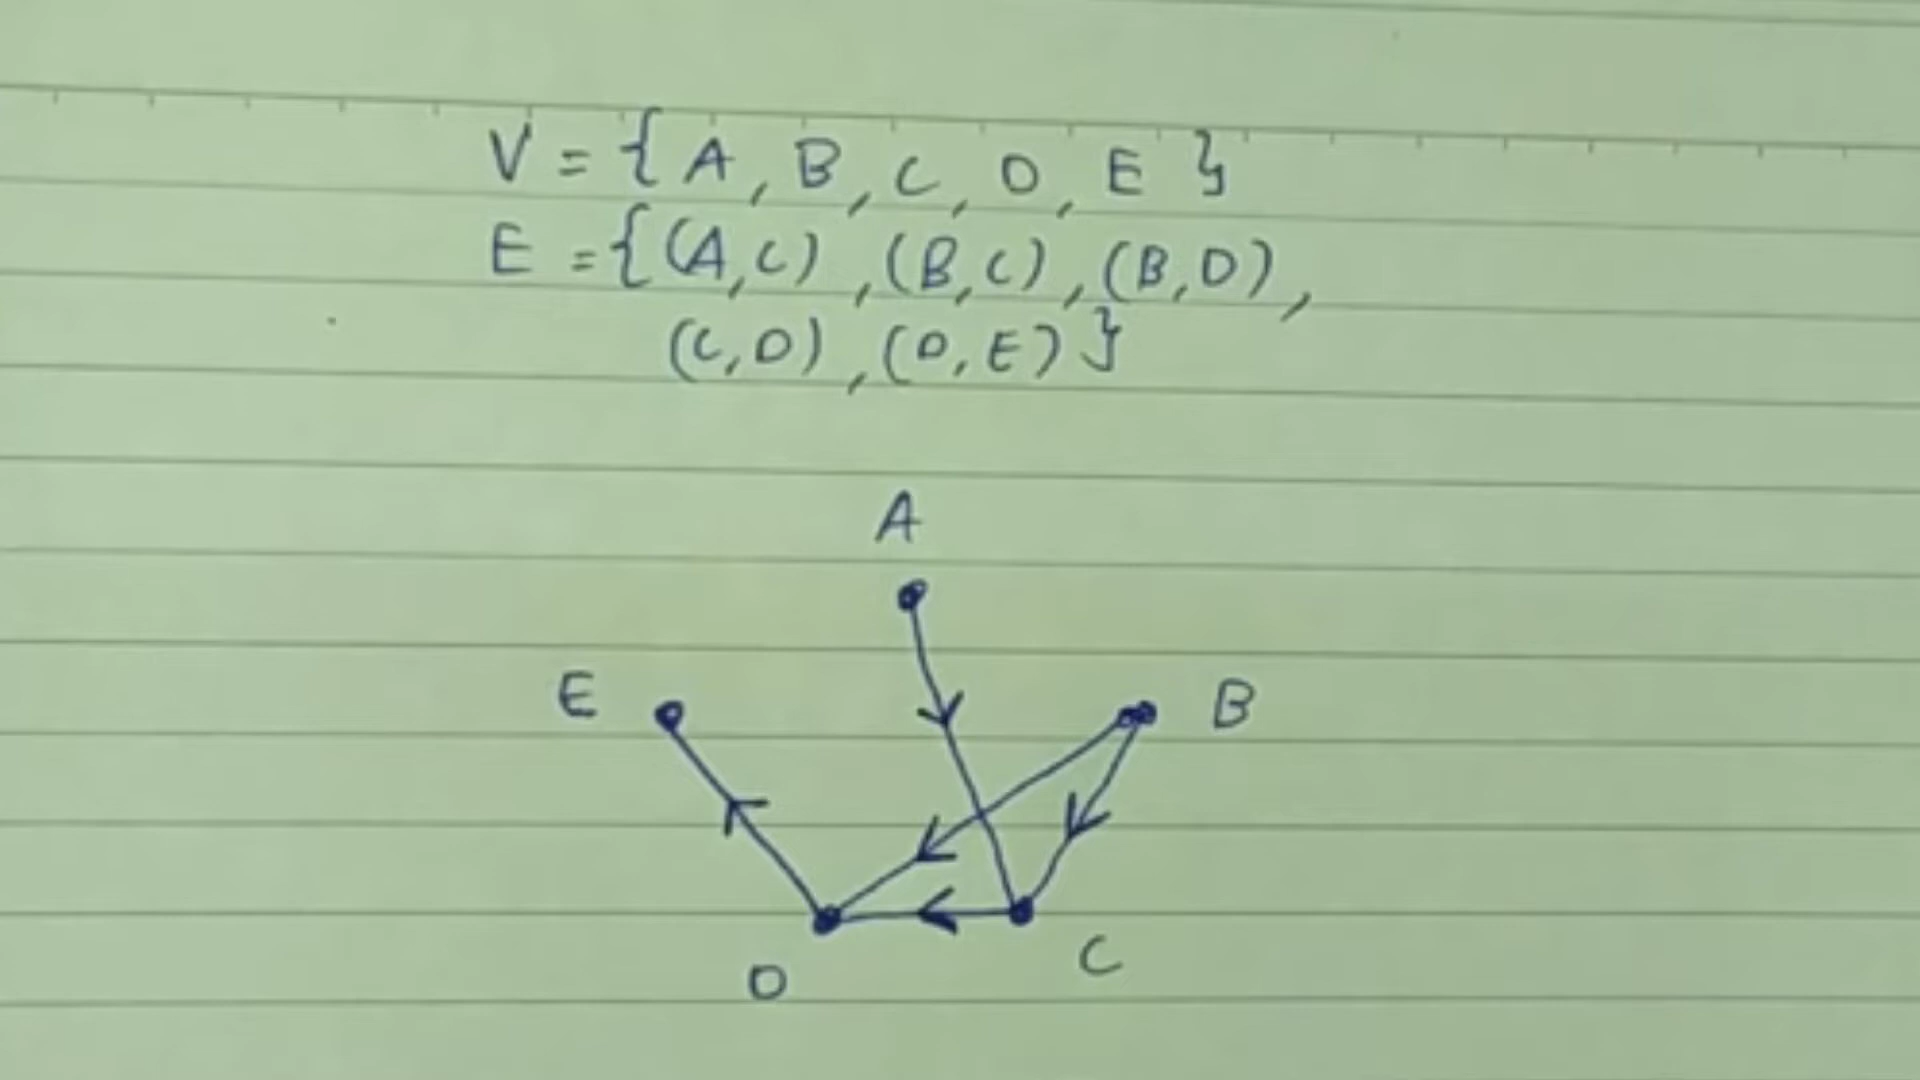 V = { A, B, C, D, E }
E = { (A,C), (B,C), (B,D),
(C,D), (D,E) }
A
E
B
D
C